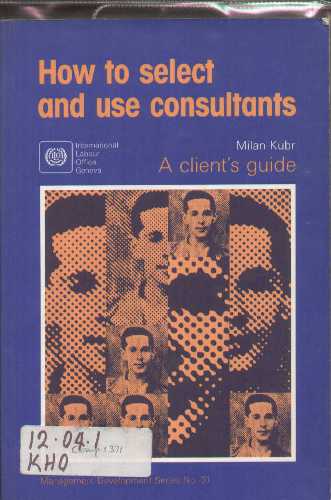 How to select
and use consultants
International
Labour
Office
Geneva
Milan Kubr
A client's guide
12.04.1
KHO
Management Development Series No.